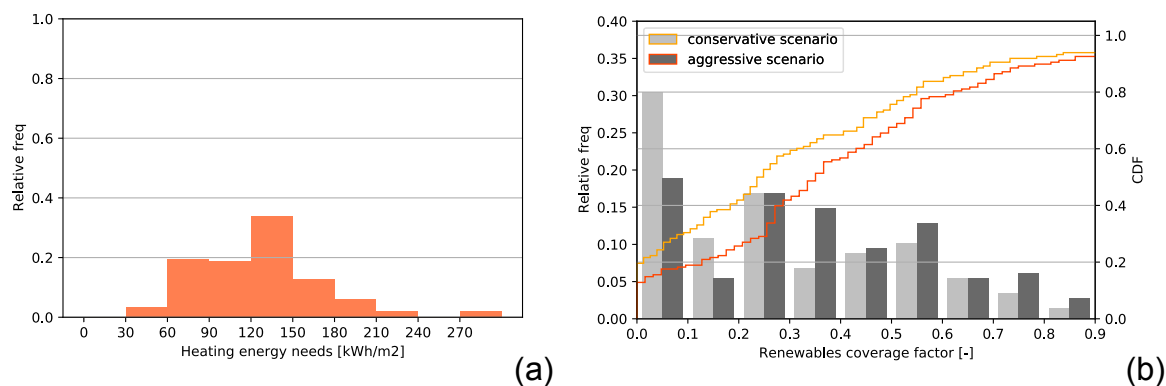 1.0
0.8
0.6
0.4
0.2
0.0
Relative freq
0 30 60 90 120 150 180 210 240 270
Heating energy needs [kWh/m2]
(a)
0.40
0.35
0.30
0.25
0.20
0.15
0.10
0.05
0.00
Relative freq
conservative scenario
aggressive scenario
1.0
0.8
0.6
0.4
0.2
0.0
CDF
0.0 0.1 0.2 0.3 0.4 0.5 0.6 0.7 0.8 0.9
Renewables coverage factor [-]
(b)